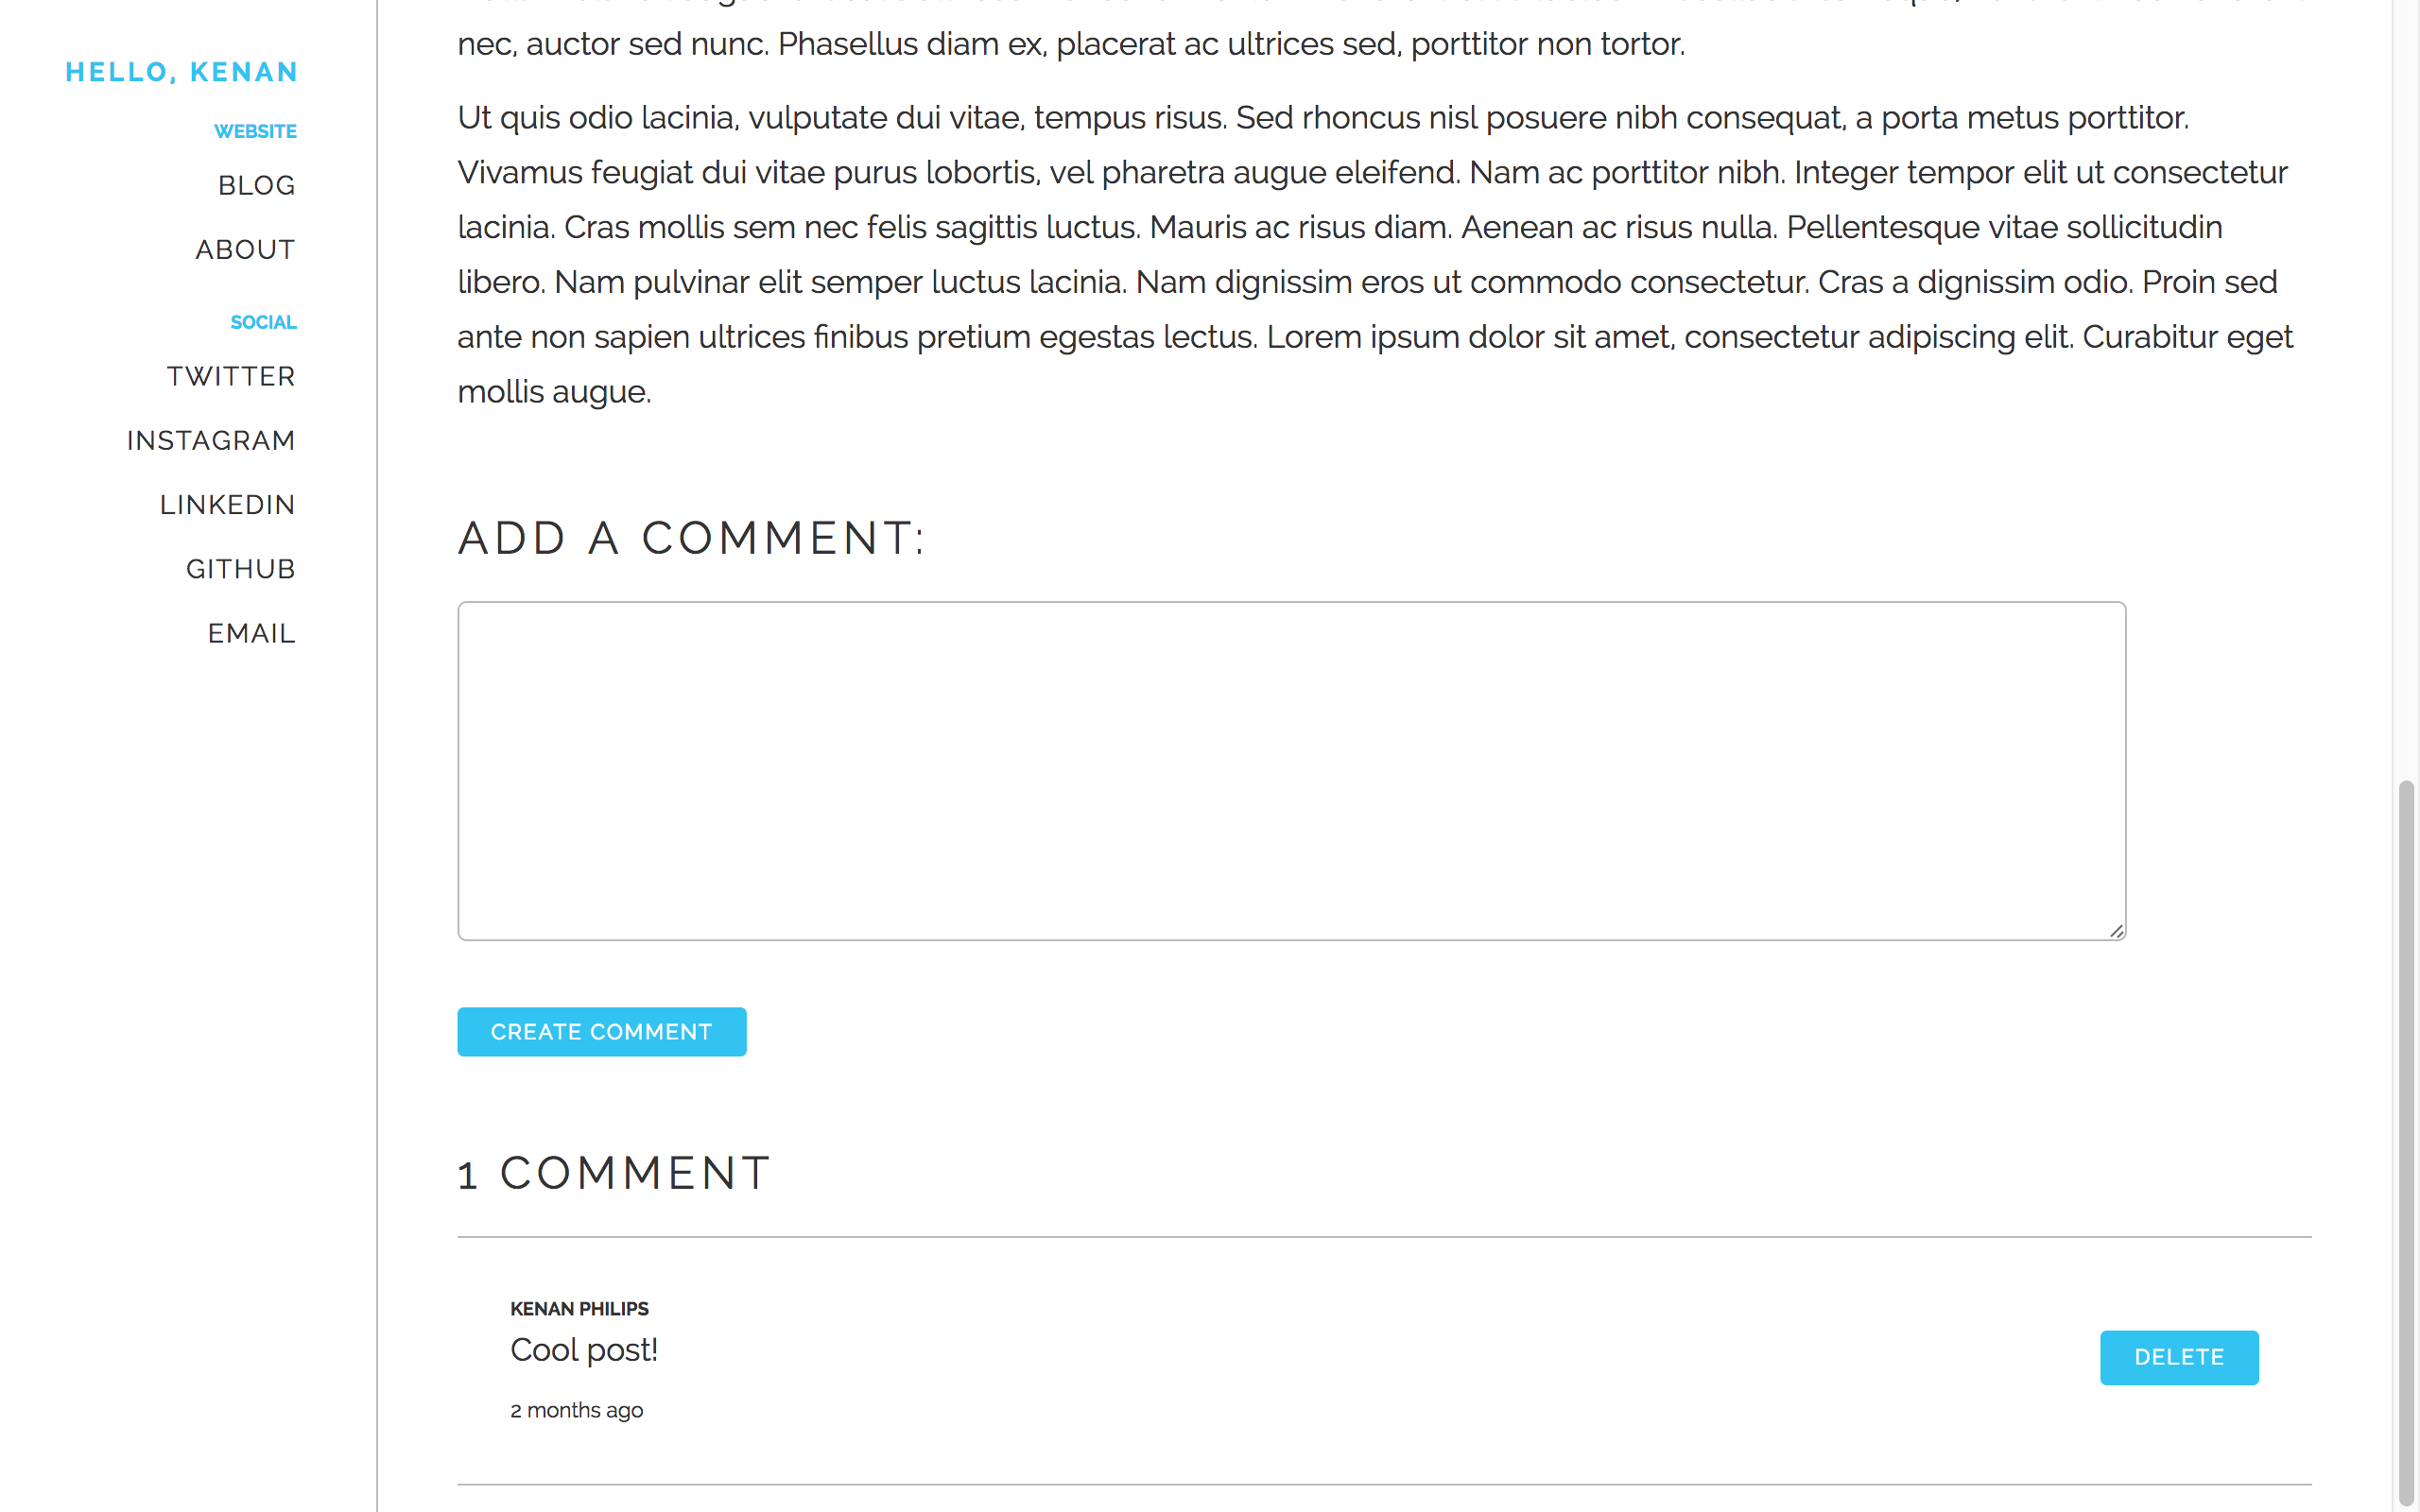 HELLO, KENAN
WEBSITE
BLOG
ABOUT
SOCIAL
TWITTER
INSTAGRAM
LINKEDIN
GITHUB
EMAIL
nec, auctor sed nunc. Phasellus diam ex, placerat ac ultrices sed, porttitor non tortor.
Ut quis odio lacinia, vulputate dui vitae, tempus risus. Sed rhoncus nisl posuere nibh consequat, a porta metus porttitor.
Vivamus feugiat dui vitae purus lobortis, vel pharetra augue eleifend. Nam ac porttitor nibh. Integer tempor elit ut consectetur
lacinia. Cras mollis sem nec felis sagittis luctus. Mauris ac risus diam. Aenean ac risus nulla. Pellentesque vitae sollicitudin
libero. Nam pulvinar elit semper luctus lacinia. Nam dignissim eros ut commodo consectetur. Cras a dignissim odio. Proin sed
ante non sapien ultrices finibus pretium egestas lectus. Lorem ipsum dolor sit amet, consectetur adipiscing elit. Curabitur eget
mollis augue.
ADD A COMMENT:
CREATE COMMENT
1 COMMENT
KENAN PHILIPS
Cool post!
2 months ago
DELETE